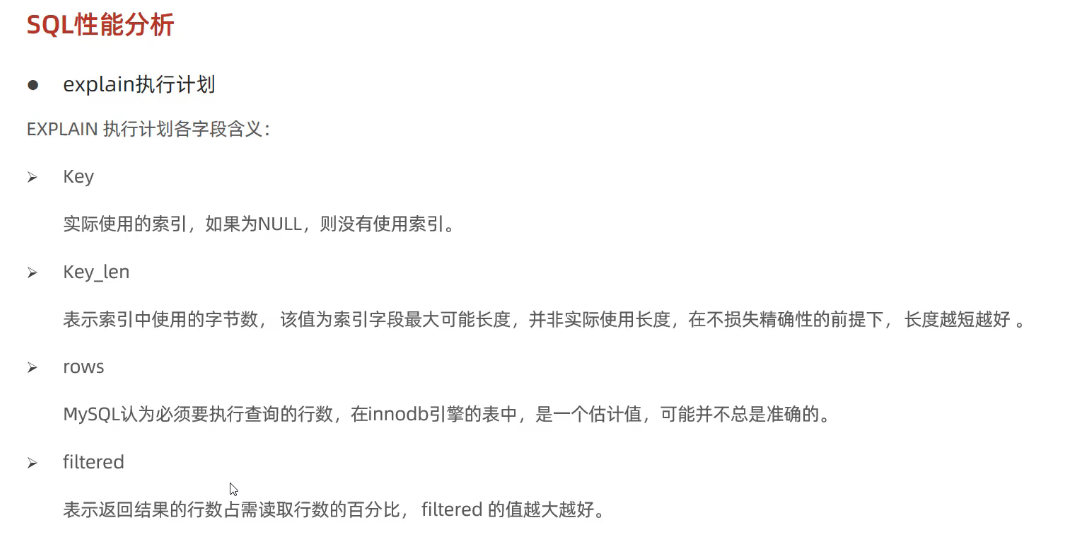 SQL性能分析
● explain执行计划
EXPLAIN 执行计划各字段含义：
➢ Key
实际使用的索引，如果为NULL，则没有使用索引。
➢ Key_len
表示索引中使用的字节数， 该值为索引字段最大可能长度，并非实际使用长度，在不损失精确性的前提下， 长度越短越好 。
➢ rows
MySQL认为必须要执行查询的行数，在innodb引擎的表中，是一个估计值，可能并不总是准确的。
➢ filtered
表示返回结果的行数占需读取行数的百分比， filtered 的值越大越好。